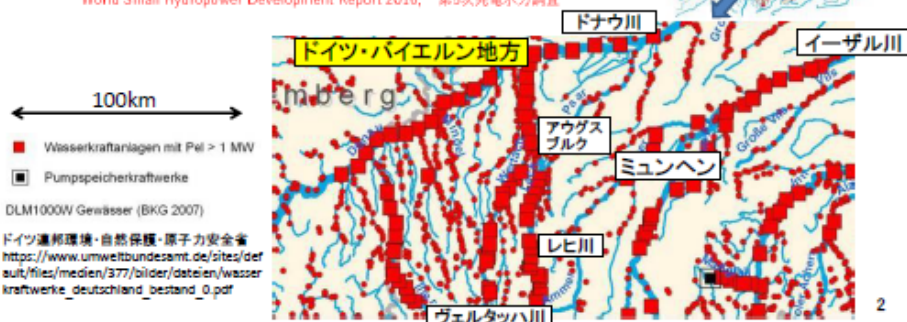 World Small Hydropower Development Report 2016, 第5次発電水力調査
ドナウ川
ドイツ・バイエルン地方
イーザル川
mberg
100km
Paar
アウグス
ブルク
Große Vils
Vils
Donau
ミュンヘン
Wasserkraftanlagen mit Pel > 1 MW
Pumpspeicherkraftwerke
DLM1000W Gewässer (BKG 2007)
レヒ川
ドイツ連邦環境・自然保護・原子力安全省
https://www.umweltbundesamt.de/sites/def
ault/files/medien/377/bilder/dateien/wasser
kraftwerke_deutschland_bestand_0.pdf
ヴェルタッハ川
2